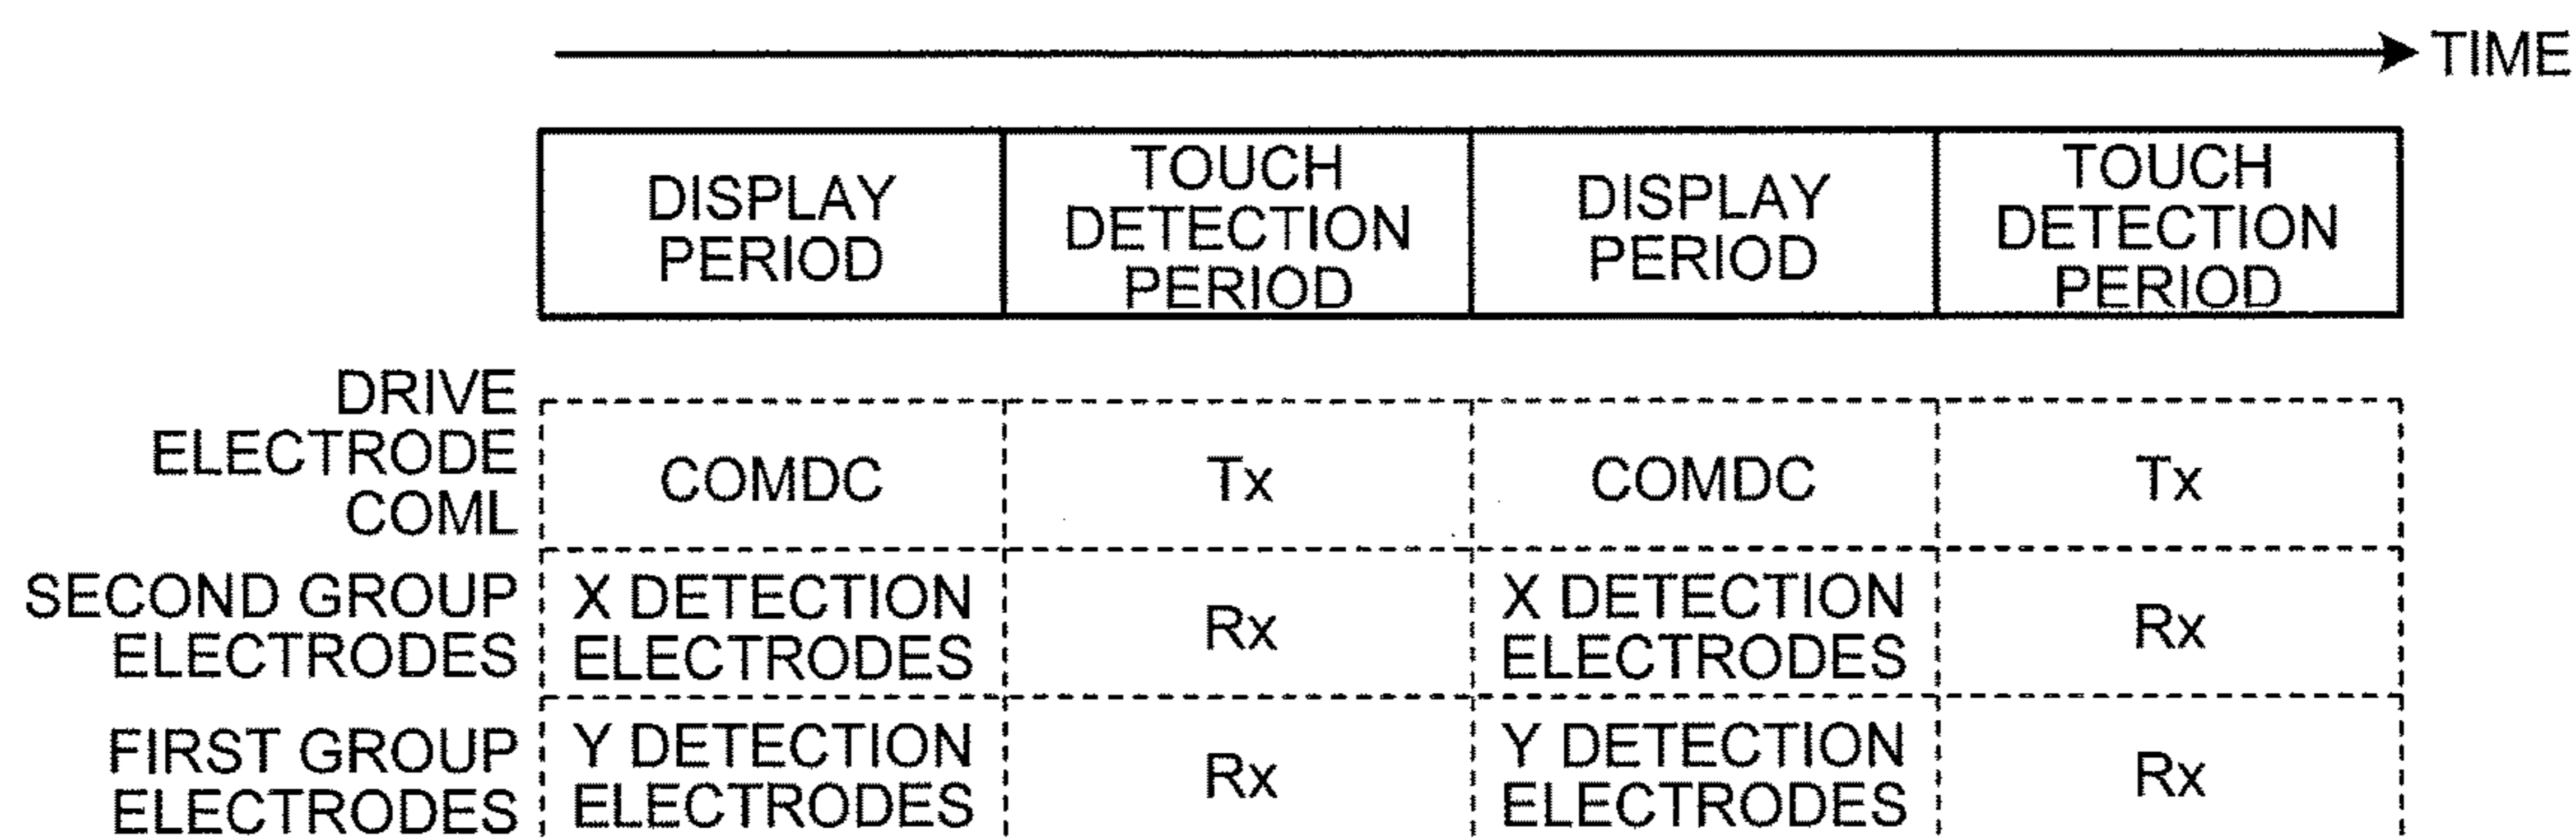 TIME
DISPLAY
PERIOD
TOUCH
DETECTION
PERIOD
DISPLAY
PERIOD
TOUCH
DETECTION
PERIOD
DRIVE
ELECTRODE
COML
COMDC
Tx
COMDC
Tx
SECOND GROUP
ELECTRODES
X DETECTION
ELECTRODES
Rx
X DETECTION
ELECTRODES
Rx
FIRST GROUP
ELECTRODES
Y DETECTION
ELECTRODES
Rx
Y DETECTION
ELECTRODES
Rx